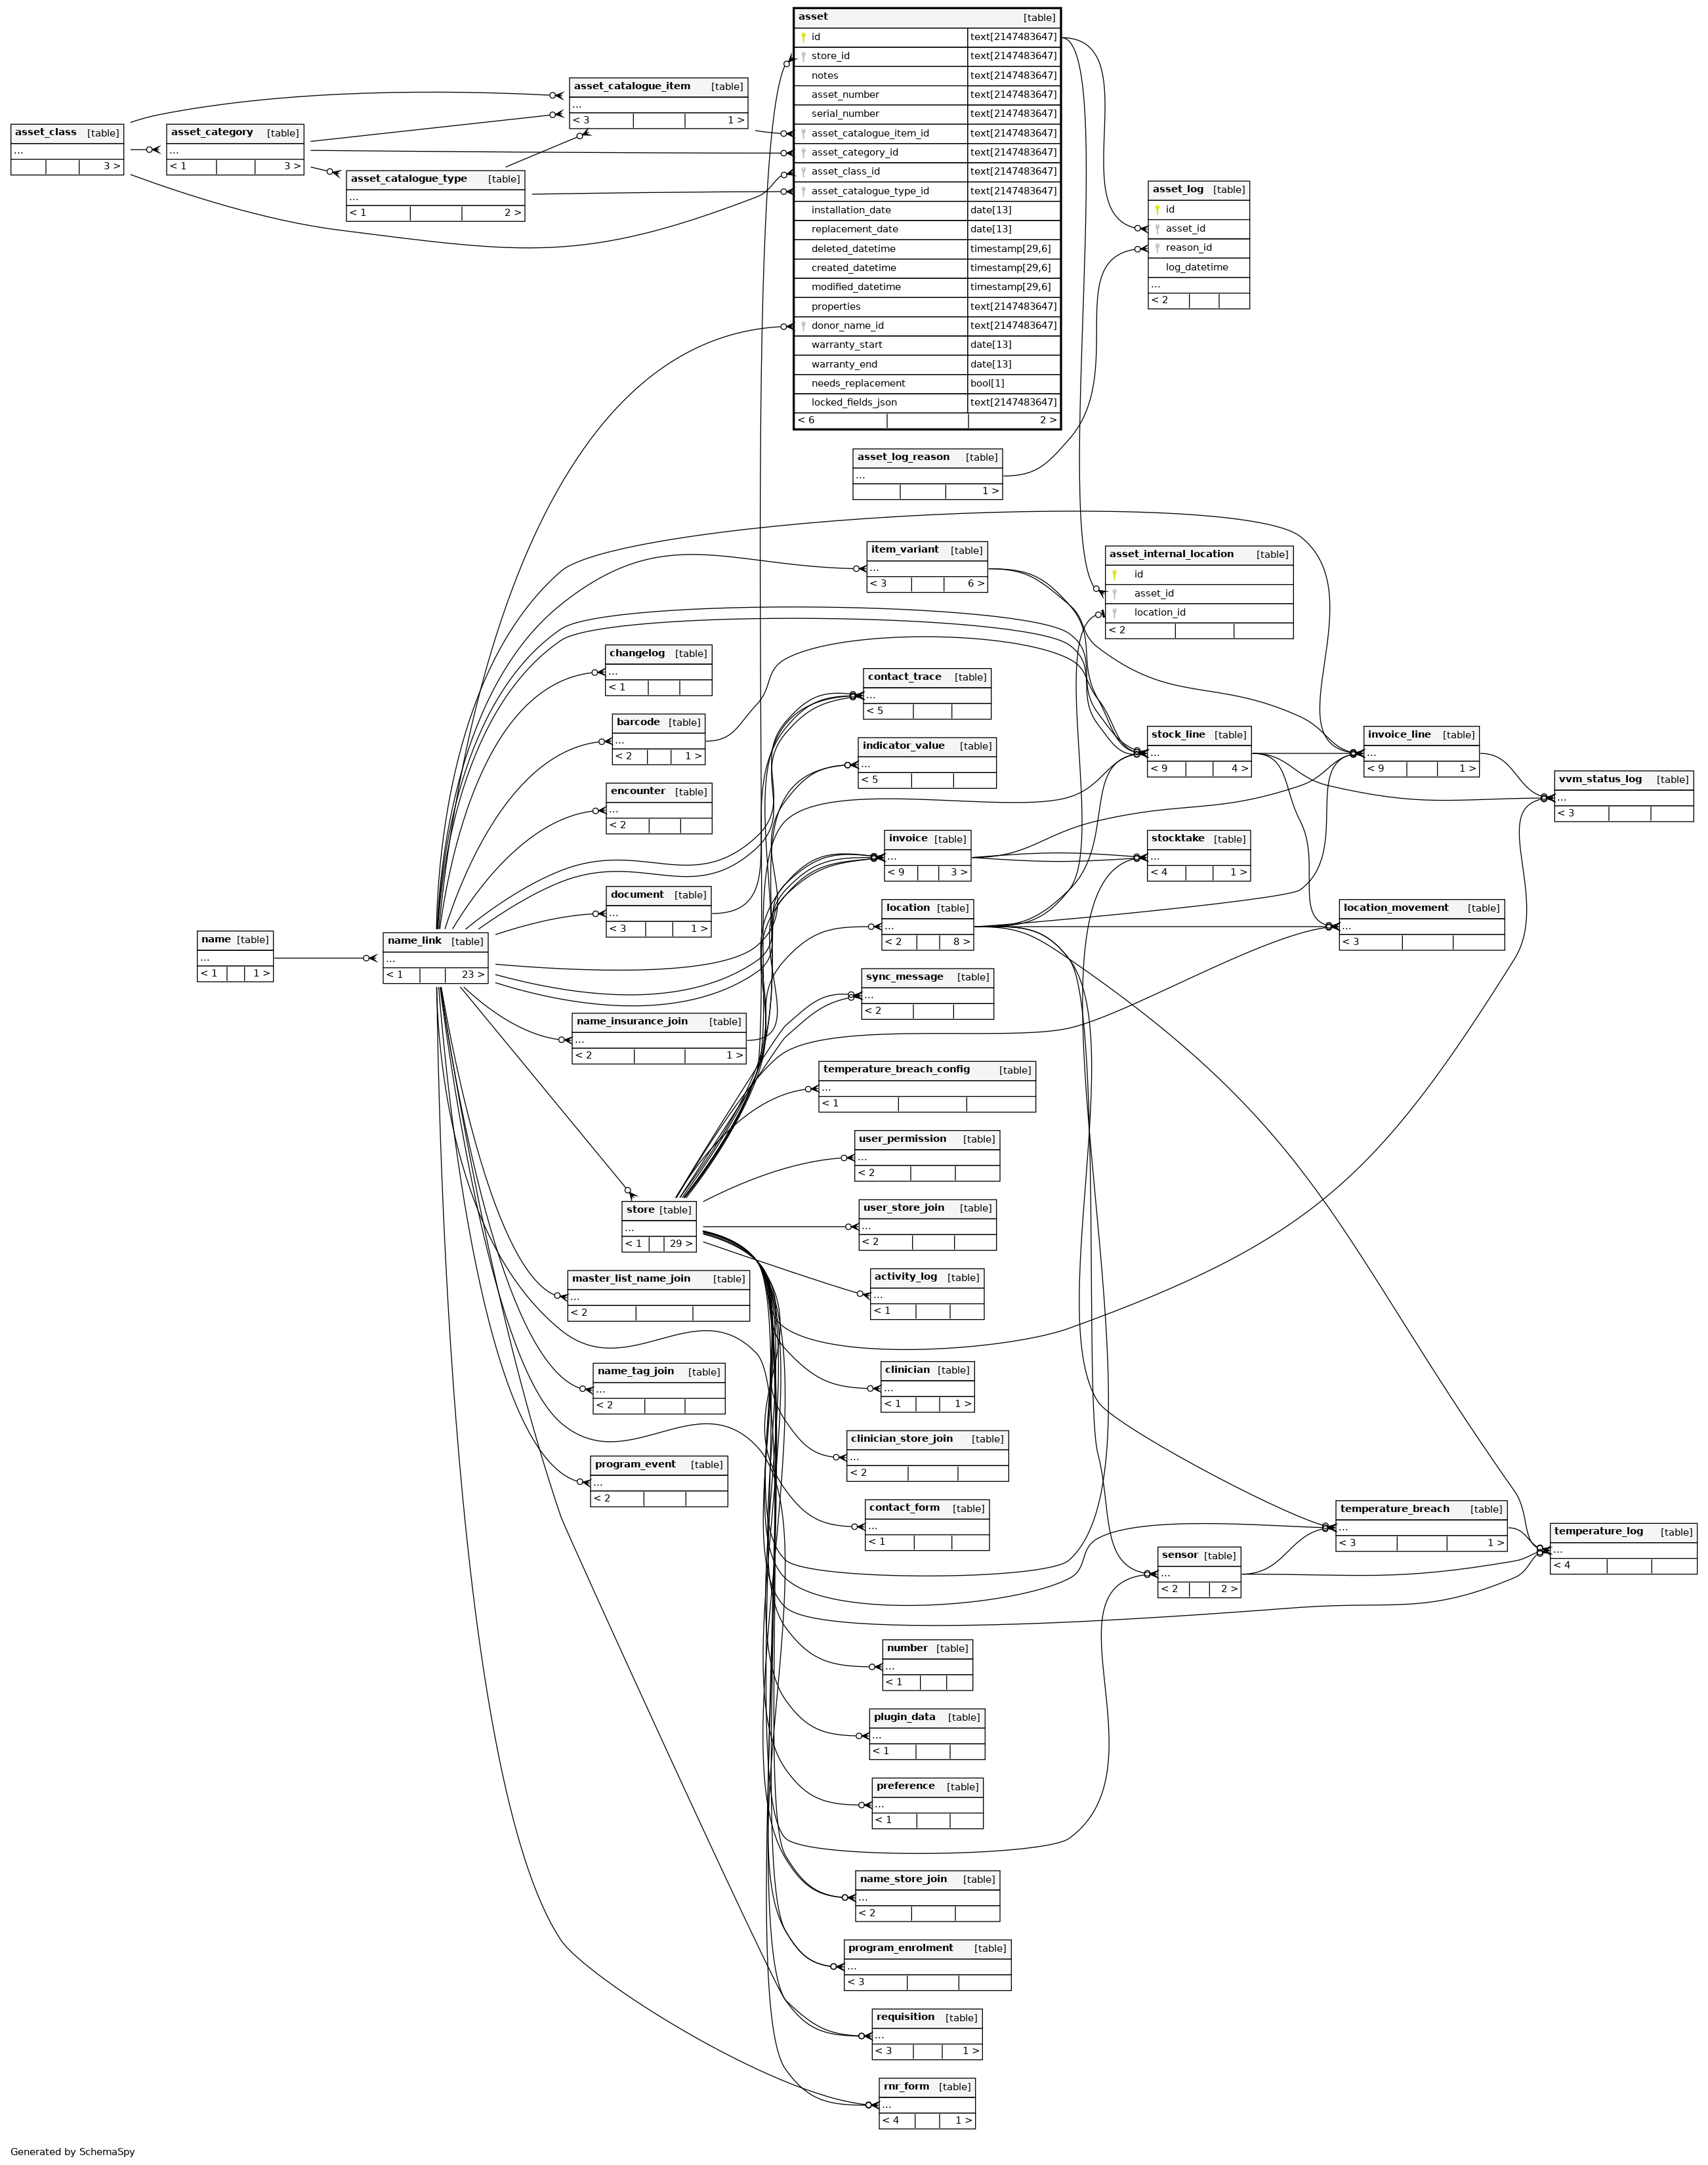 asset [table]
id text[2147483647]
store_id text[2147483647]
notes text[2147483647]
asset_number text[2147483647]
serial_number text[2147483647]
asset_catalogue_item_id text[2147483647]
asset_category_id text[2147483647]
asset_class_id text[2147483647]
asset_catalogue_type_id text[2147483647]
installation_date date[13]
replacement_date date[13]
deleted_datetime timestamp[29,6]
created_datetime timestamp[29,6]
modified_datetime timestamp[29,6]
properties text[2147483647]
donor_name_id text[2147483647]
warranty_start date[13]
warranty_end date[13]
needs_replacement bool[1]
locked_fields_json text[2147483647]
< 6 2 >
asset_catalogue_item [table]
...
< 3 1 >
asset_class [table]
...
3 >
asset_category [table]
...
< 1 3 >
asset_catalogue_type [table]
...
< 1 2 >
asset_log [table]
id
asset_id
reason_id
log_datetime
...
< 2
asset_log_reason [table]
...
1 >
item_variant [table]
...
< 3 6 >
asset_internal_location [table]
id
asset_id
location_id
< 2
changelog [table]
...
< 1
contact_trace [table]
...
< 5
barcode [table]
...
< 2 1 >
indicator_value [table]
...
< 5
stock_line [table]
...
< 9 4 >
invoice_line [table]
...
< 9 1 >
vvm_status_log [table]
...
< 3
encounter [table]
...
< 2
invoice [table]
...
< 9 3 >
stocktake [table]
...
< 4 1 >
document [table]
...
< 3 1 >
location [table]
...
< 2 8 >
location_movement [table]
...
< 3
name [table]
...
< 1 1 >
name_link [table]
...
< 1 23 >
sync_message [table]
...
< 2
name_insurance_join [table]
...
< 2 1 >
temperature_breach_config [table]
...
< 1
user_permission [table]
...
< 2
store [table]
...
< 1 29 >
user_store_join [table]
...
< 2
master_list_name_join [table]
...
< 2
activity_log [table]
...
< 1
name_tag_join [table]
...
< 2
clinician [table]
...
< 1 1 >
clinician_store_join [table]
...
< 2
program_event [table]
...
< 2
contact_form [table]
...
< 1
temperature_breach [table]
...
< 3 1 >
temperature_log [table]
...
< 4
sensor [table]
...
< 2 2 >
number [table]
...
< 1
plugin_data [table]
...
< 1
preference [table]
...
< 1
name_store_join [table]
...
< 2
program_enrolment [table]
...
< 3
requisition [table]
...
< 3 1 >
rnr_form [table]
...
< 4 1 >
Generated by SchemaSpy